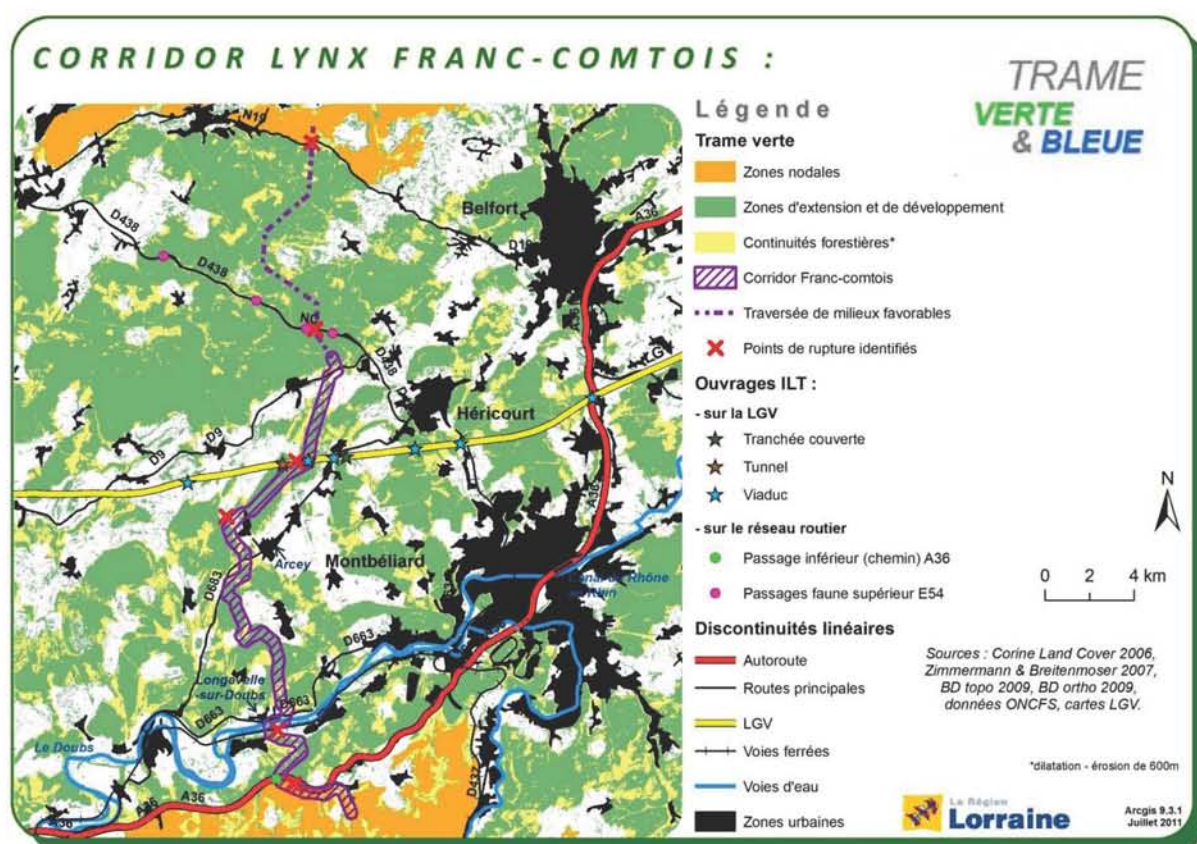 CORRIDOR LYNX FRANC-COMTOIS :
TRAME
VERTE
& BLEUE
Légende
Trame verte
Zones nodales
Zones d'extension et de développement
Continuités forestières*
Corridor Franc-comtois
Traversée de milieux favorables
Points de rupture identifiés
Ouvrages ILT :
- sur la LGV
Tranchée couverte
Tunnel
Viaduc
- sur le réseau routier
Passage inférieur (chemin) A36
Passages faune supérieur E54
Discontinuités linéaires
Autoroute
Routes principales
LGV
Voies ferrées
Voies d'eau
Zones urbaines
N
0 2 4 km
Sources : Corine Land Cover 2006,
Zimmermann & Breitenmoser 2007,
BD topo 2009, BD ortho 2009,
données ONCFS, cartes LGV.
*dilatation - érosion de 600m
La Région
Lorraine
Arcgis 9.3.1
Juillet 2011
N19
Belfort
A36
D438
D19
D438
D438
Héricourt
D9
D9
A36
Arcey
Montbéliard
D683
D663
Longevelle
-sur-Doubs
D663
D663
Le Doubs
A36
A36
A36
D437